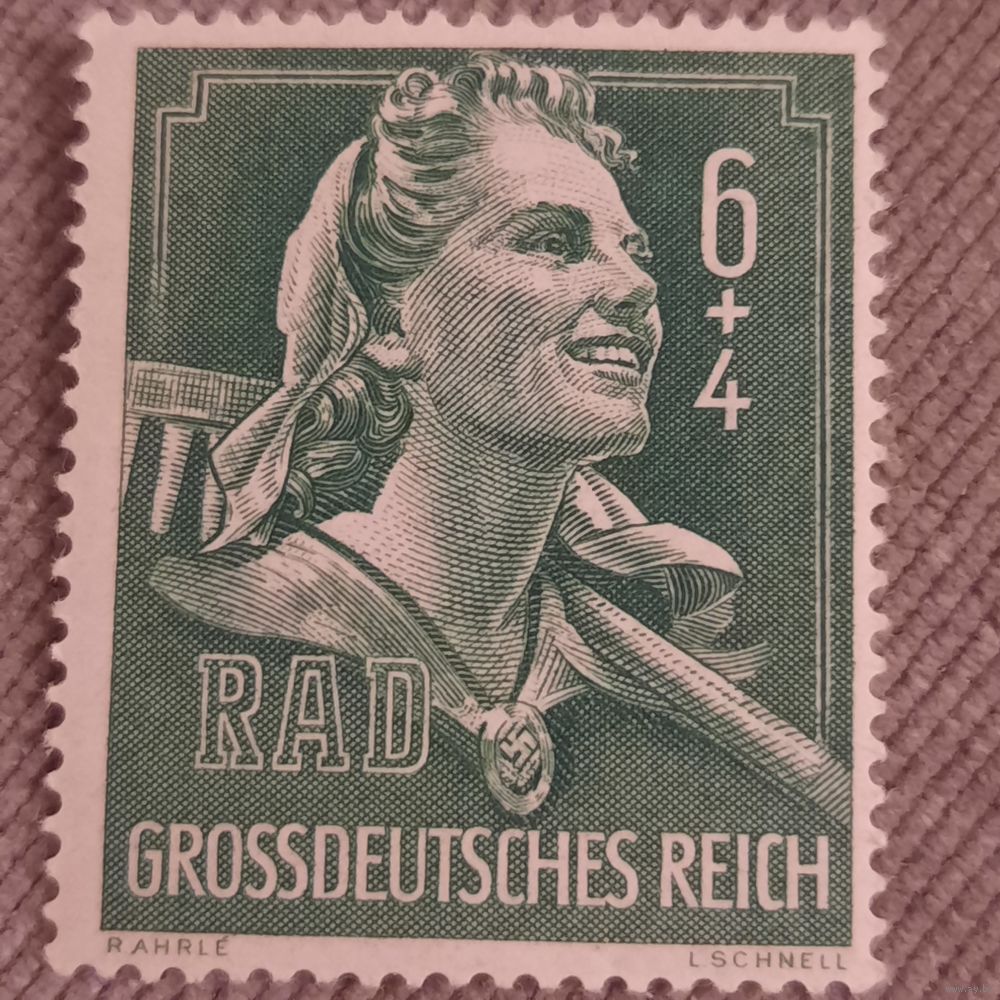 6
+
4
RAD
GROSSDEUTSCHES REICH
R AHRLÉ
L SCHNELL